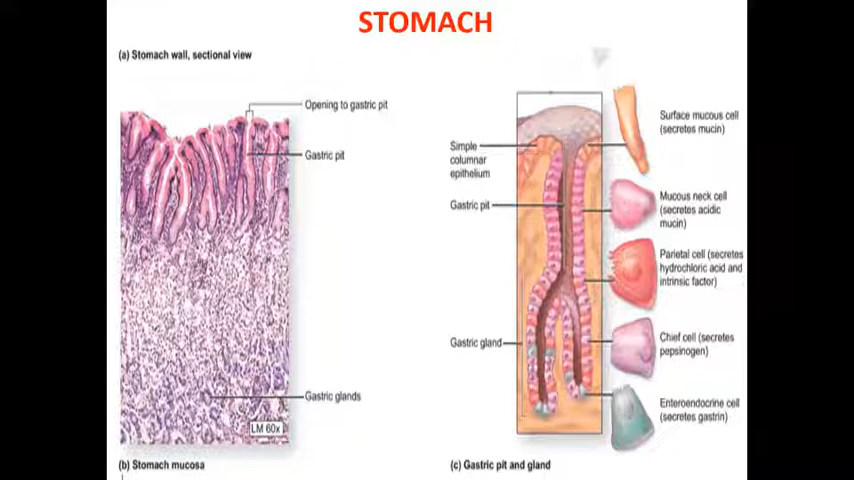 STOMACH
(a) Stomach wall, sectional view
Opening to gastric pit
Gastric pit
Gastric glands
LM 60x
(b) Stomach mucosa
Simple
columnar
epithelium
Gastric pit
Gastric gland
Surface mucous cell
(secretes mucin)
Mucous neck cell
(secretes acidic
mucin)
Parietal cell (secretes
hydrochloric acid and
intrinsic factor)
Chief cell (secretes
pepsinogen)
Enteroendocrine cell
(secretes gastrin)
(c) Gastric pit and gland